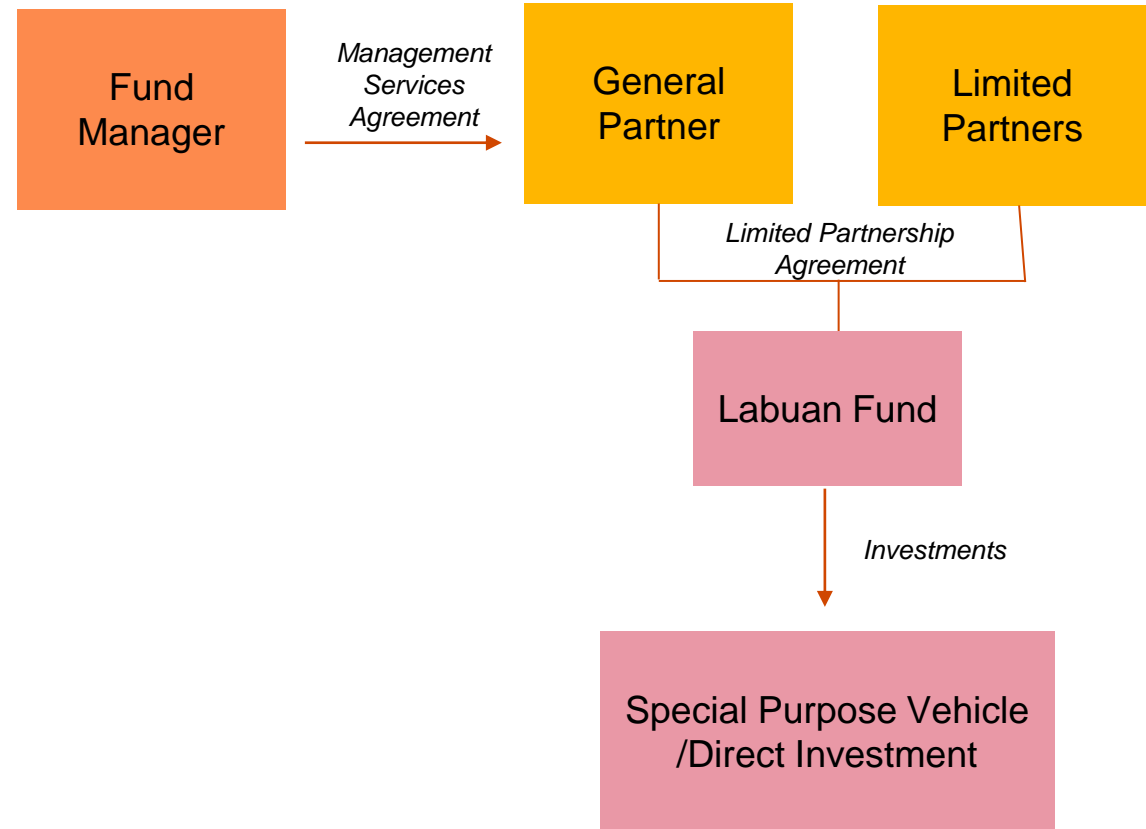 Fund
Manager
Management
Services
Agreement
General
Partner
Limited
Partners
Limited Partnership
Agreement
Labuan Fund
Investments
Special Purpose Vehicle
/Direct Investment